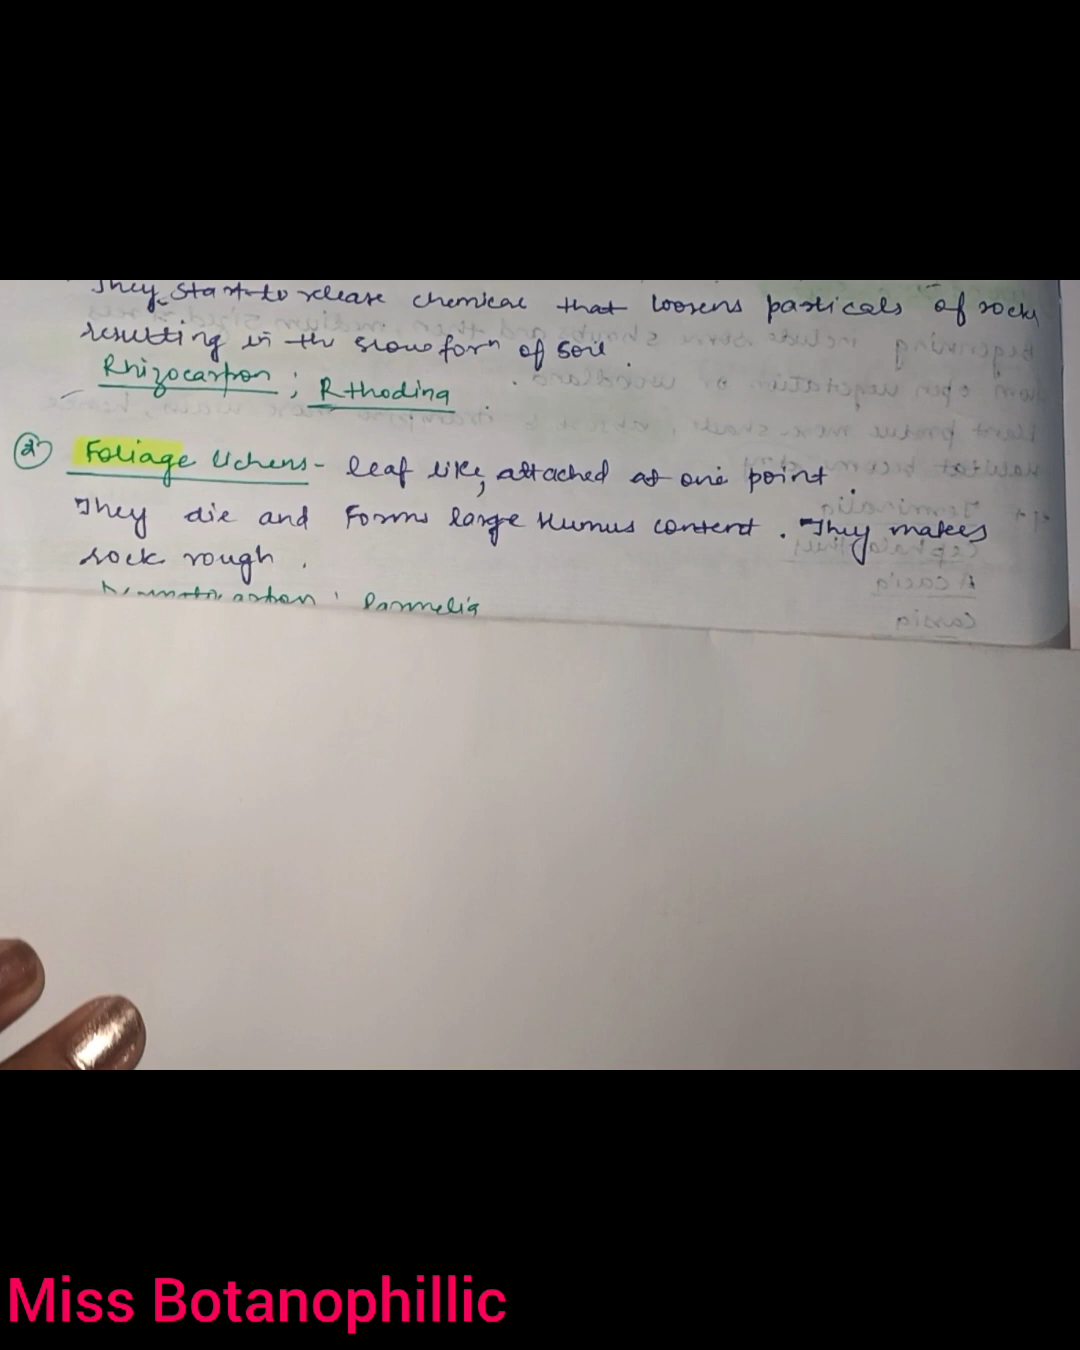 They start to release chemical that loosens particals of rocks
resulting in the slow formn of soil
Rhizocarpon ; Rthodina .
② Foliage lichens - leaf like, attached at one point .
They die and Forms large Humus content . They makes
rock rough .
Parmelia
Miss Botanophillic